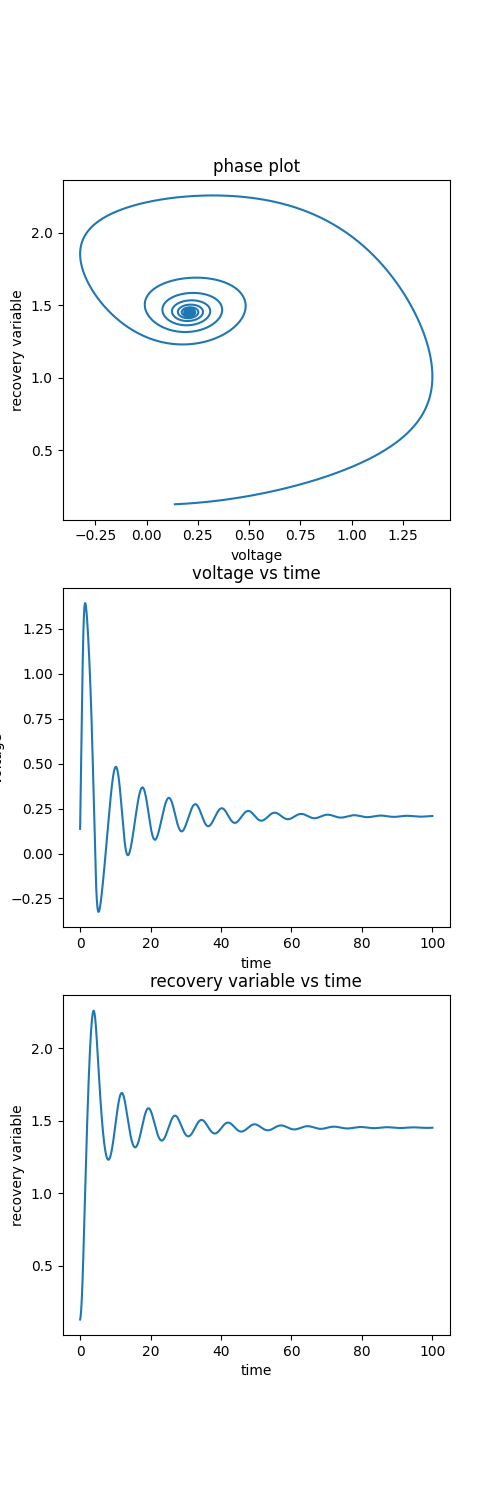 phase plot
2.0
1.5
1.0
0.5
recovery variable
−0.25 0.00 0.25 0.50 0.75 1.00 1.25
voltage
voltage vs time
1.25
1.00
0.75
0.50
0.25
0.00
−0.25
0 20 40 60 80 100
time
recovery variable vs time
2.0
1.5
1.0
0.5
recovery variable
0 20 40 60 80 100
time